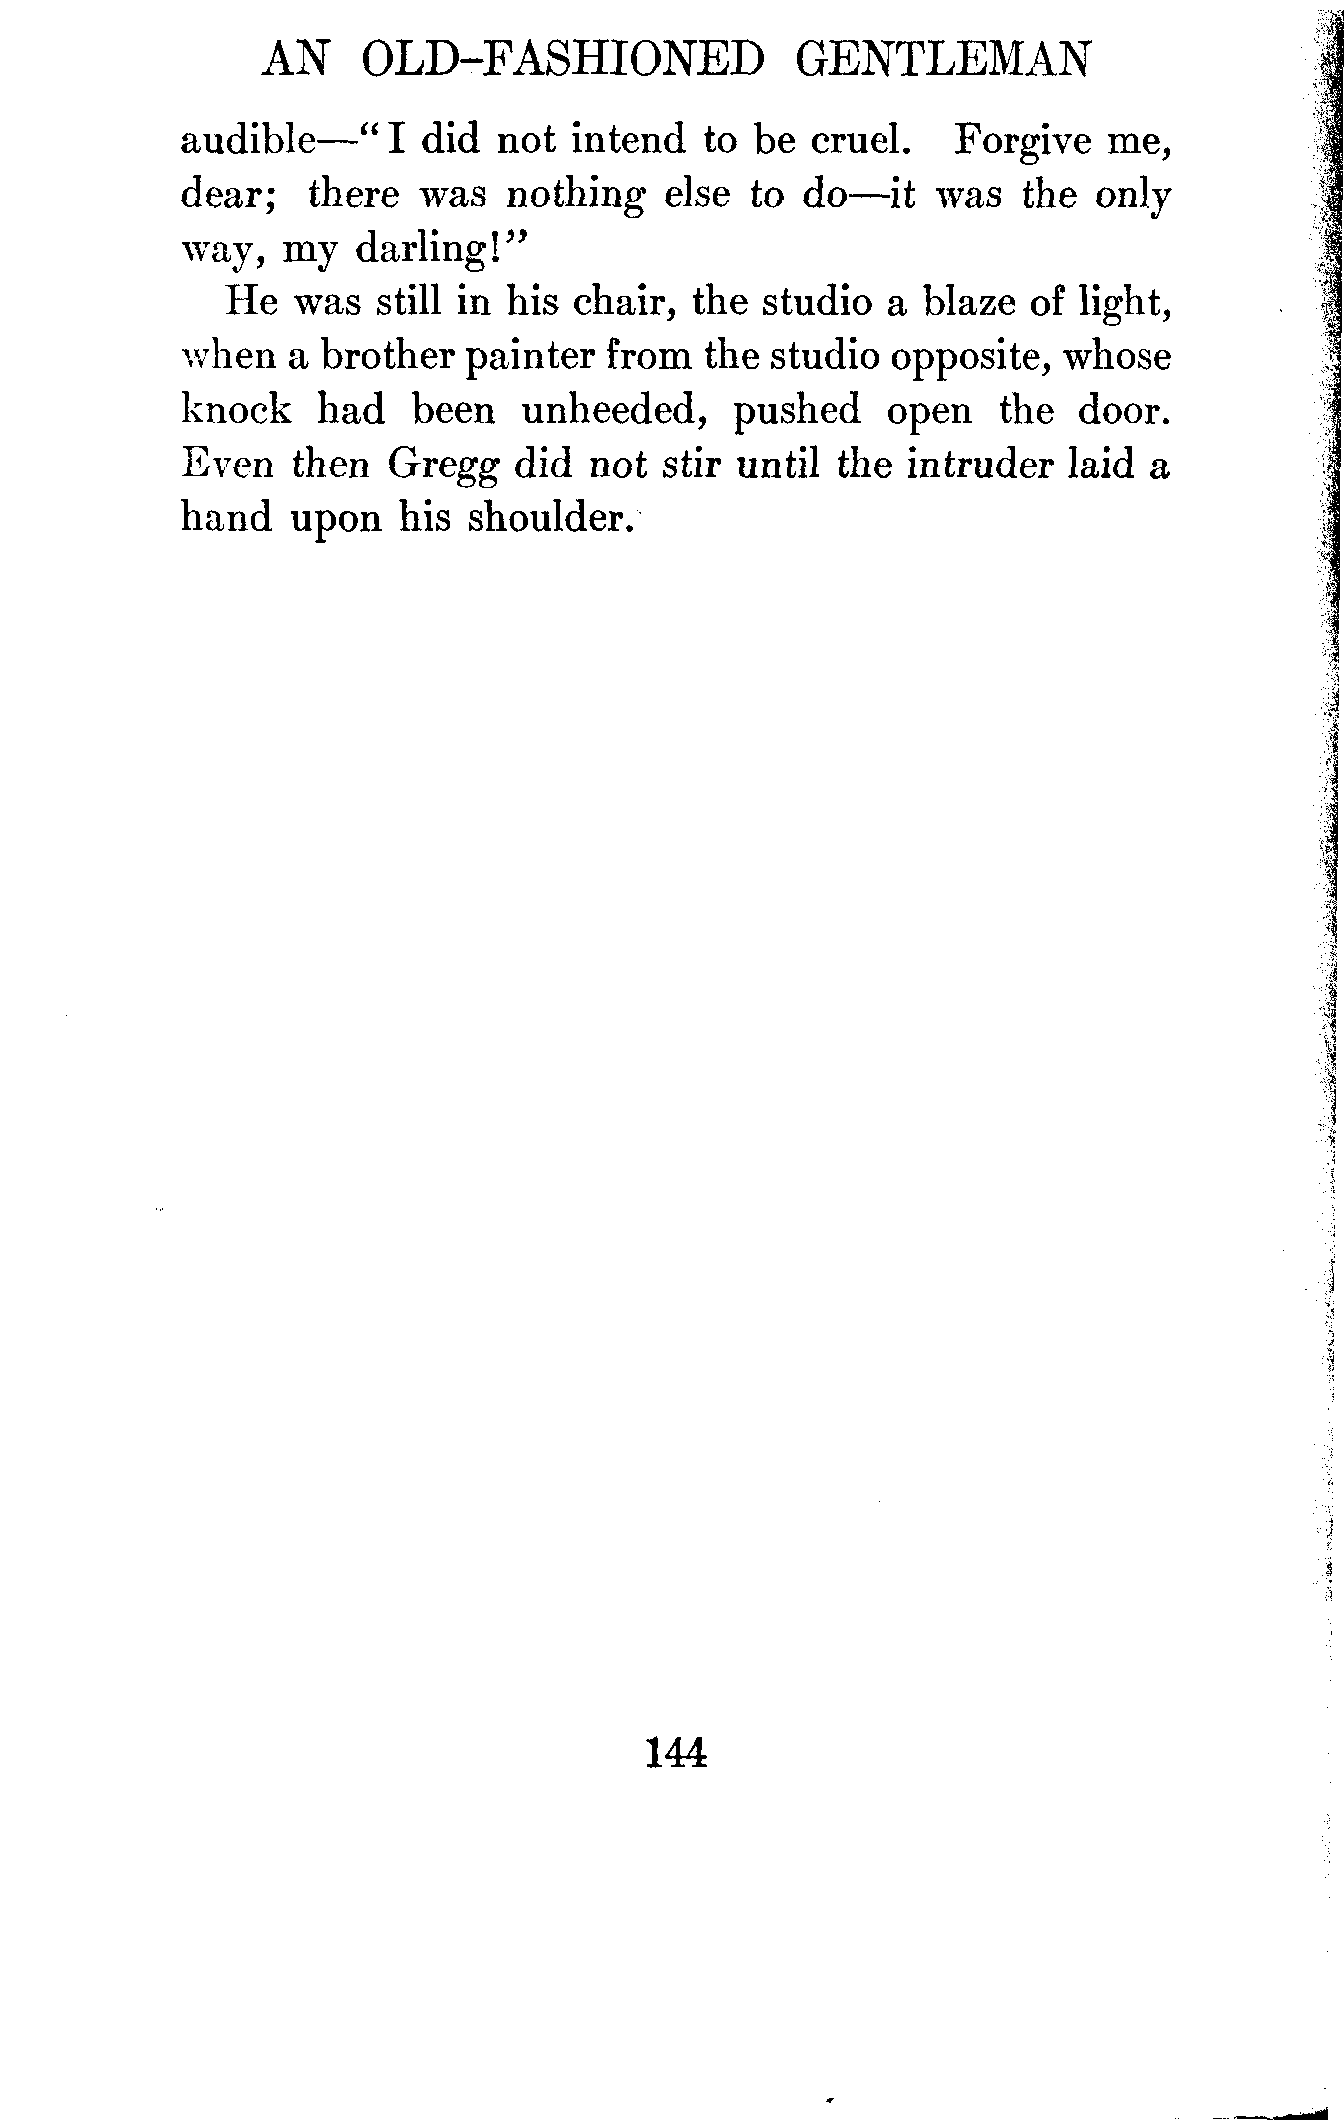 AN OLD-FASHIONED GENTLEMAN
audible—“I did not intend to be cruel. Forgive me,
dear; there was nothing else to do—it was the only
way, my darling!”
He was still in his chair, the studio a blaze of light,
when a brother painter from the studio opposite, whose
knock had been unheeded, pushed open the door.
Even then Gregg did not stir until the intruder laid a
hand upon his shoulder.
144